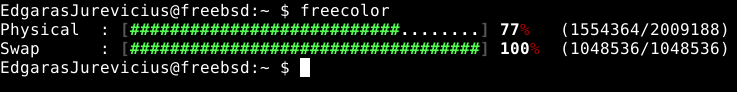 EdgarasJurevicius@freebsd:~ $ freecolor
Physical  : [###########################........] 77%  (1554364/2009188)
Swap      : [###################################] 100%  (1048536/1048536)
EdgarasJurevicius@freebsd:~ $